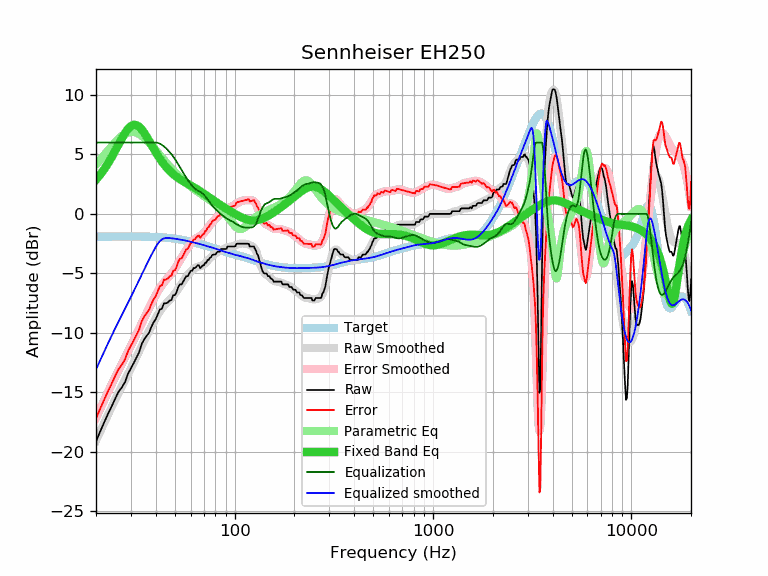 Sennheiser EH250
Amplitude (dBr)
10
5
0
−5
−10
−15
−20
−25
Target
Raw Smoothed
Error Smoothed
Raw
Error
Parametric Eq
Fixed Band Eq
Equalization
Equalized smoothed
100
1000
10000
Frequency (Hz)